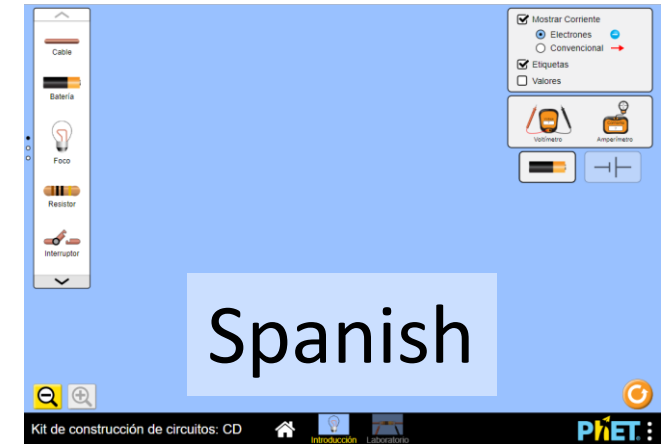 Cable
Batería
Foco
Resistor
Interruptor
Mostrar Corriente
Electrones
Convencional
Etiquetas
Valores
Voltímetro
Amperímetro
Spanish
Kit de construcción de circuitos: CD
Introducción
Laboratorio
PhET